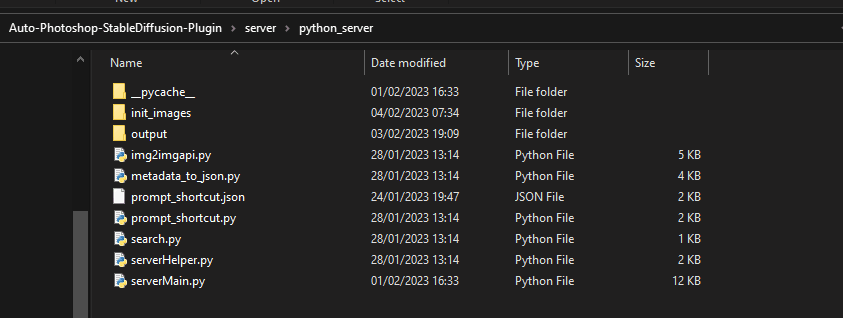 New Open Select
Auto-Photoshop-StableDiffusion-Plugin > server > python_server
Name Date modified Type Size
__pycache__ 01/02/2023 16:33 File folder
init_images 04/02/2023 07:34 File folder
output 03/02/2023 19:09 File folder
img2imgapi.py 28/01/2023 13:14 Python File 5 KB
metadata_to_json.py 28/01/2023 13:14 Python File 4 KB
prompt_shortcut.json 24/01/2023 19:47 JSON File 2 KB
prompt_shortcut.py 28/01/2023 13:14 Python File 2 KB
search.py 28/01/2023 13:14 Python File 1 KB
serverHelper.py 28/01/2023 13:14 Python File 2 KB
serverMain.py 01/02/2023 16:33 Python File 12 KB